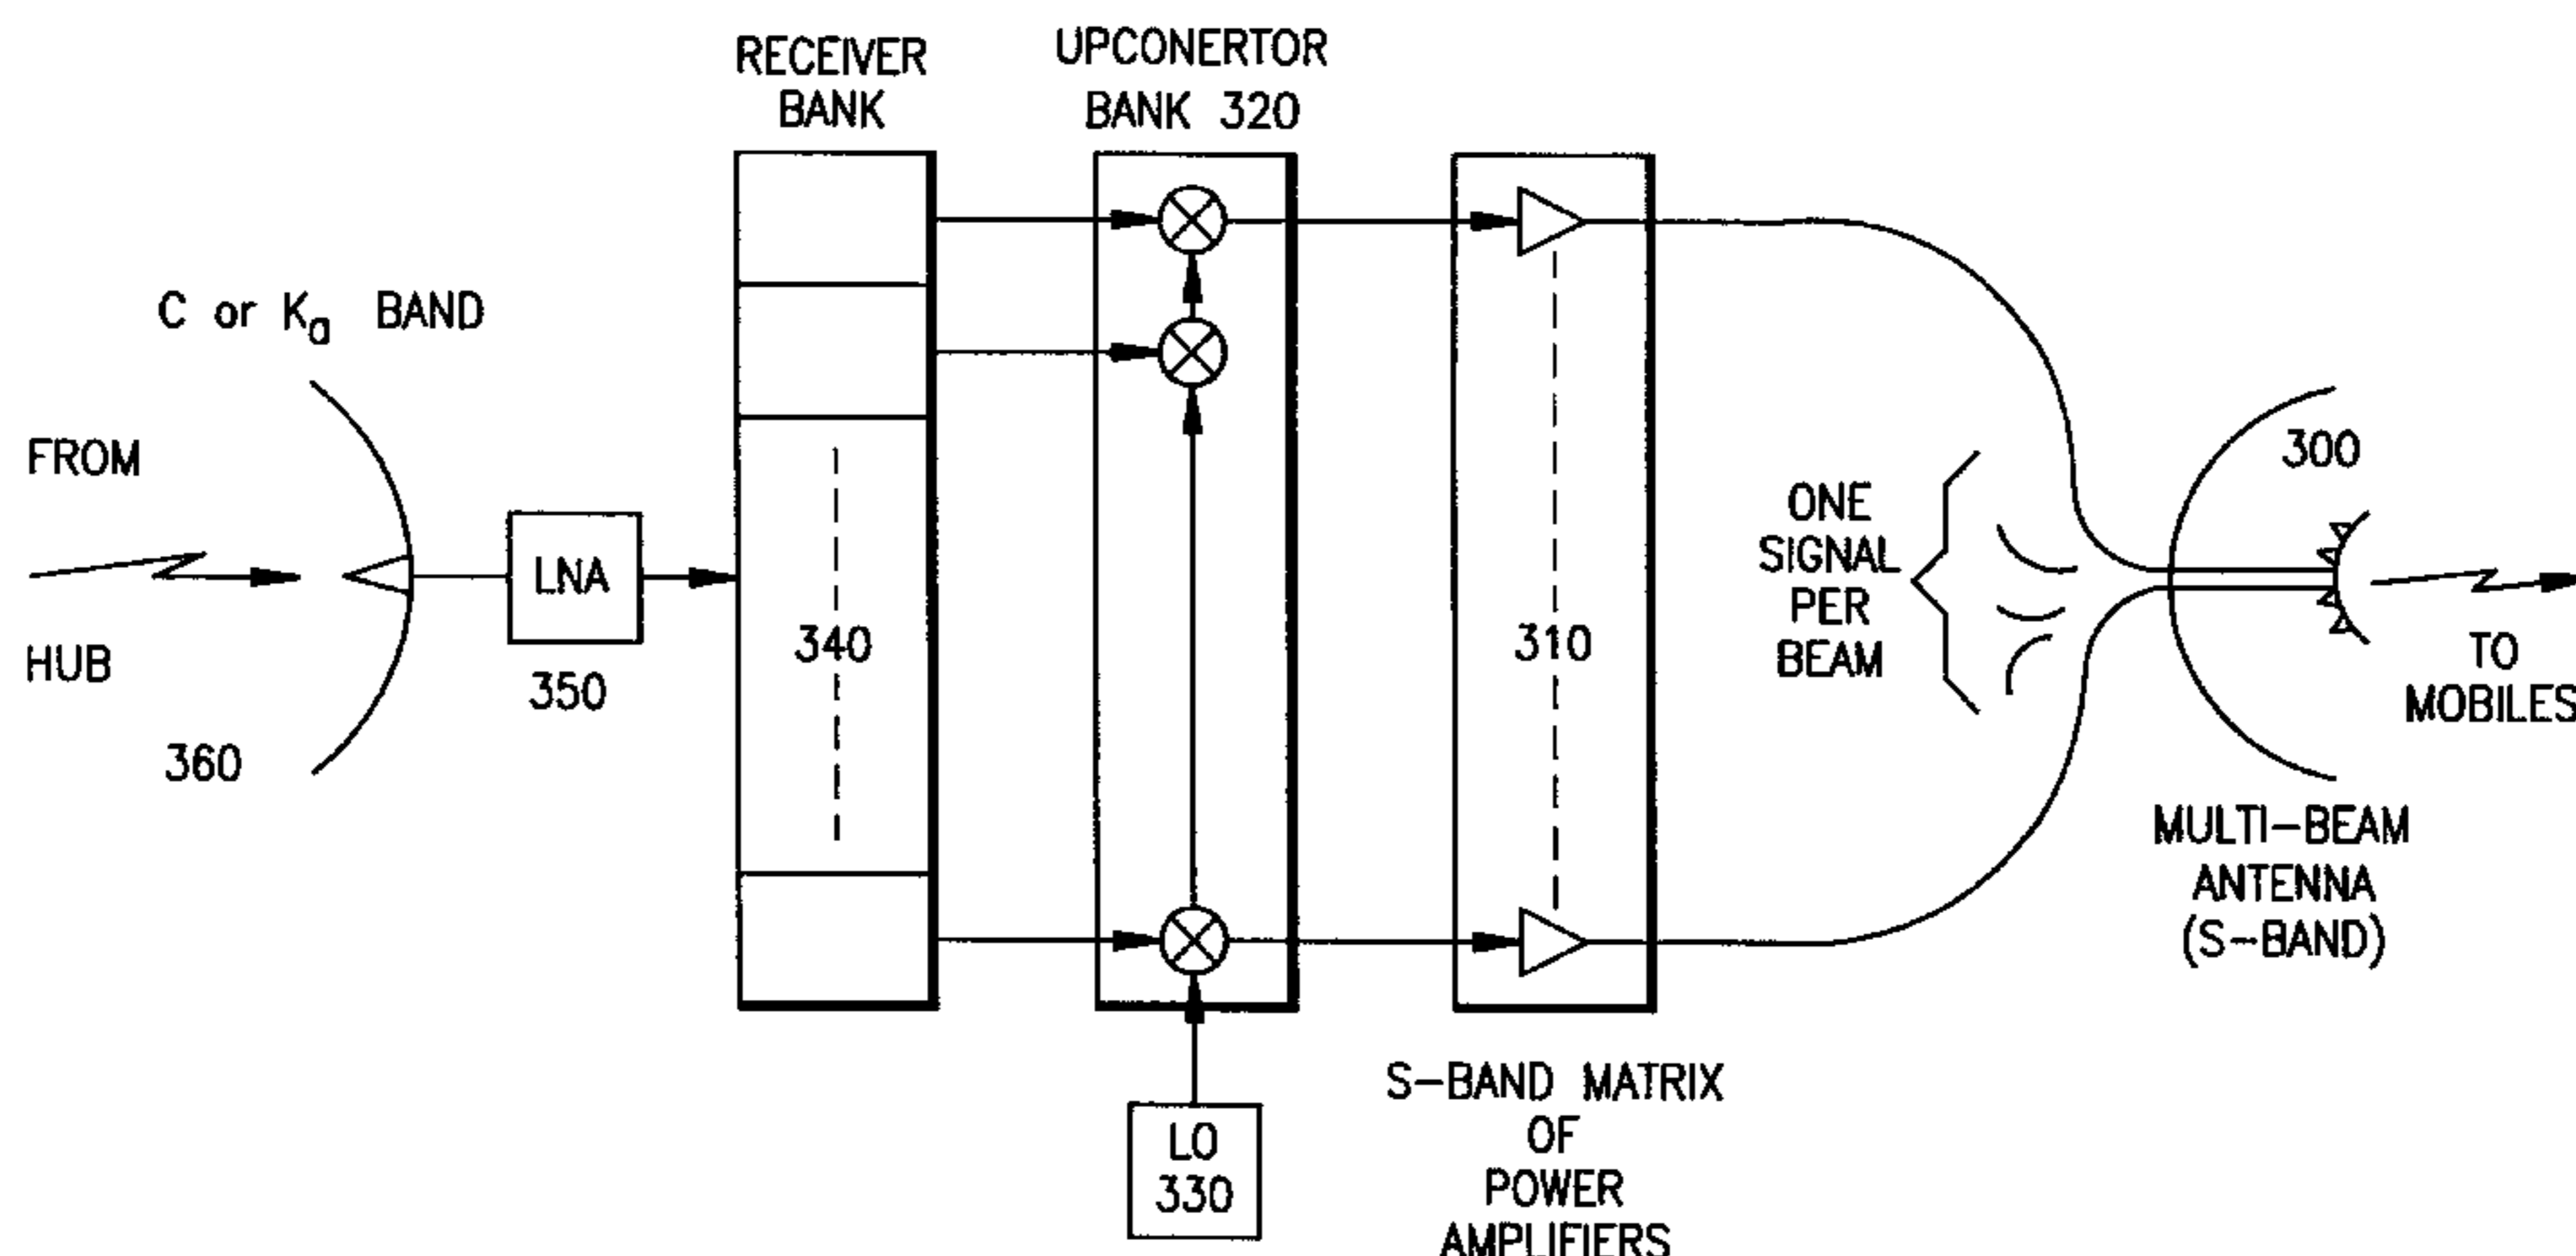 RECEIVER
BANK
UPCONERTOR
BANK 320
C or Ka BAND
FROM
HUB
360
LNA
350
340
310
LO
330
S-BAND MATRIX
OF
POWER
AMPLIFIERS
ONE
SIGNAL
PER
BEAM
300
TO
MOBILES
MULTI-BEAM
ANTENNA
(S-BAND)